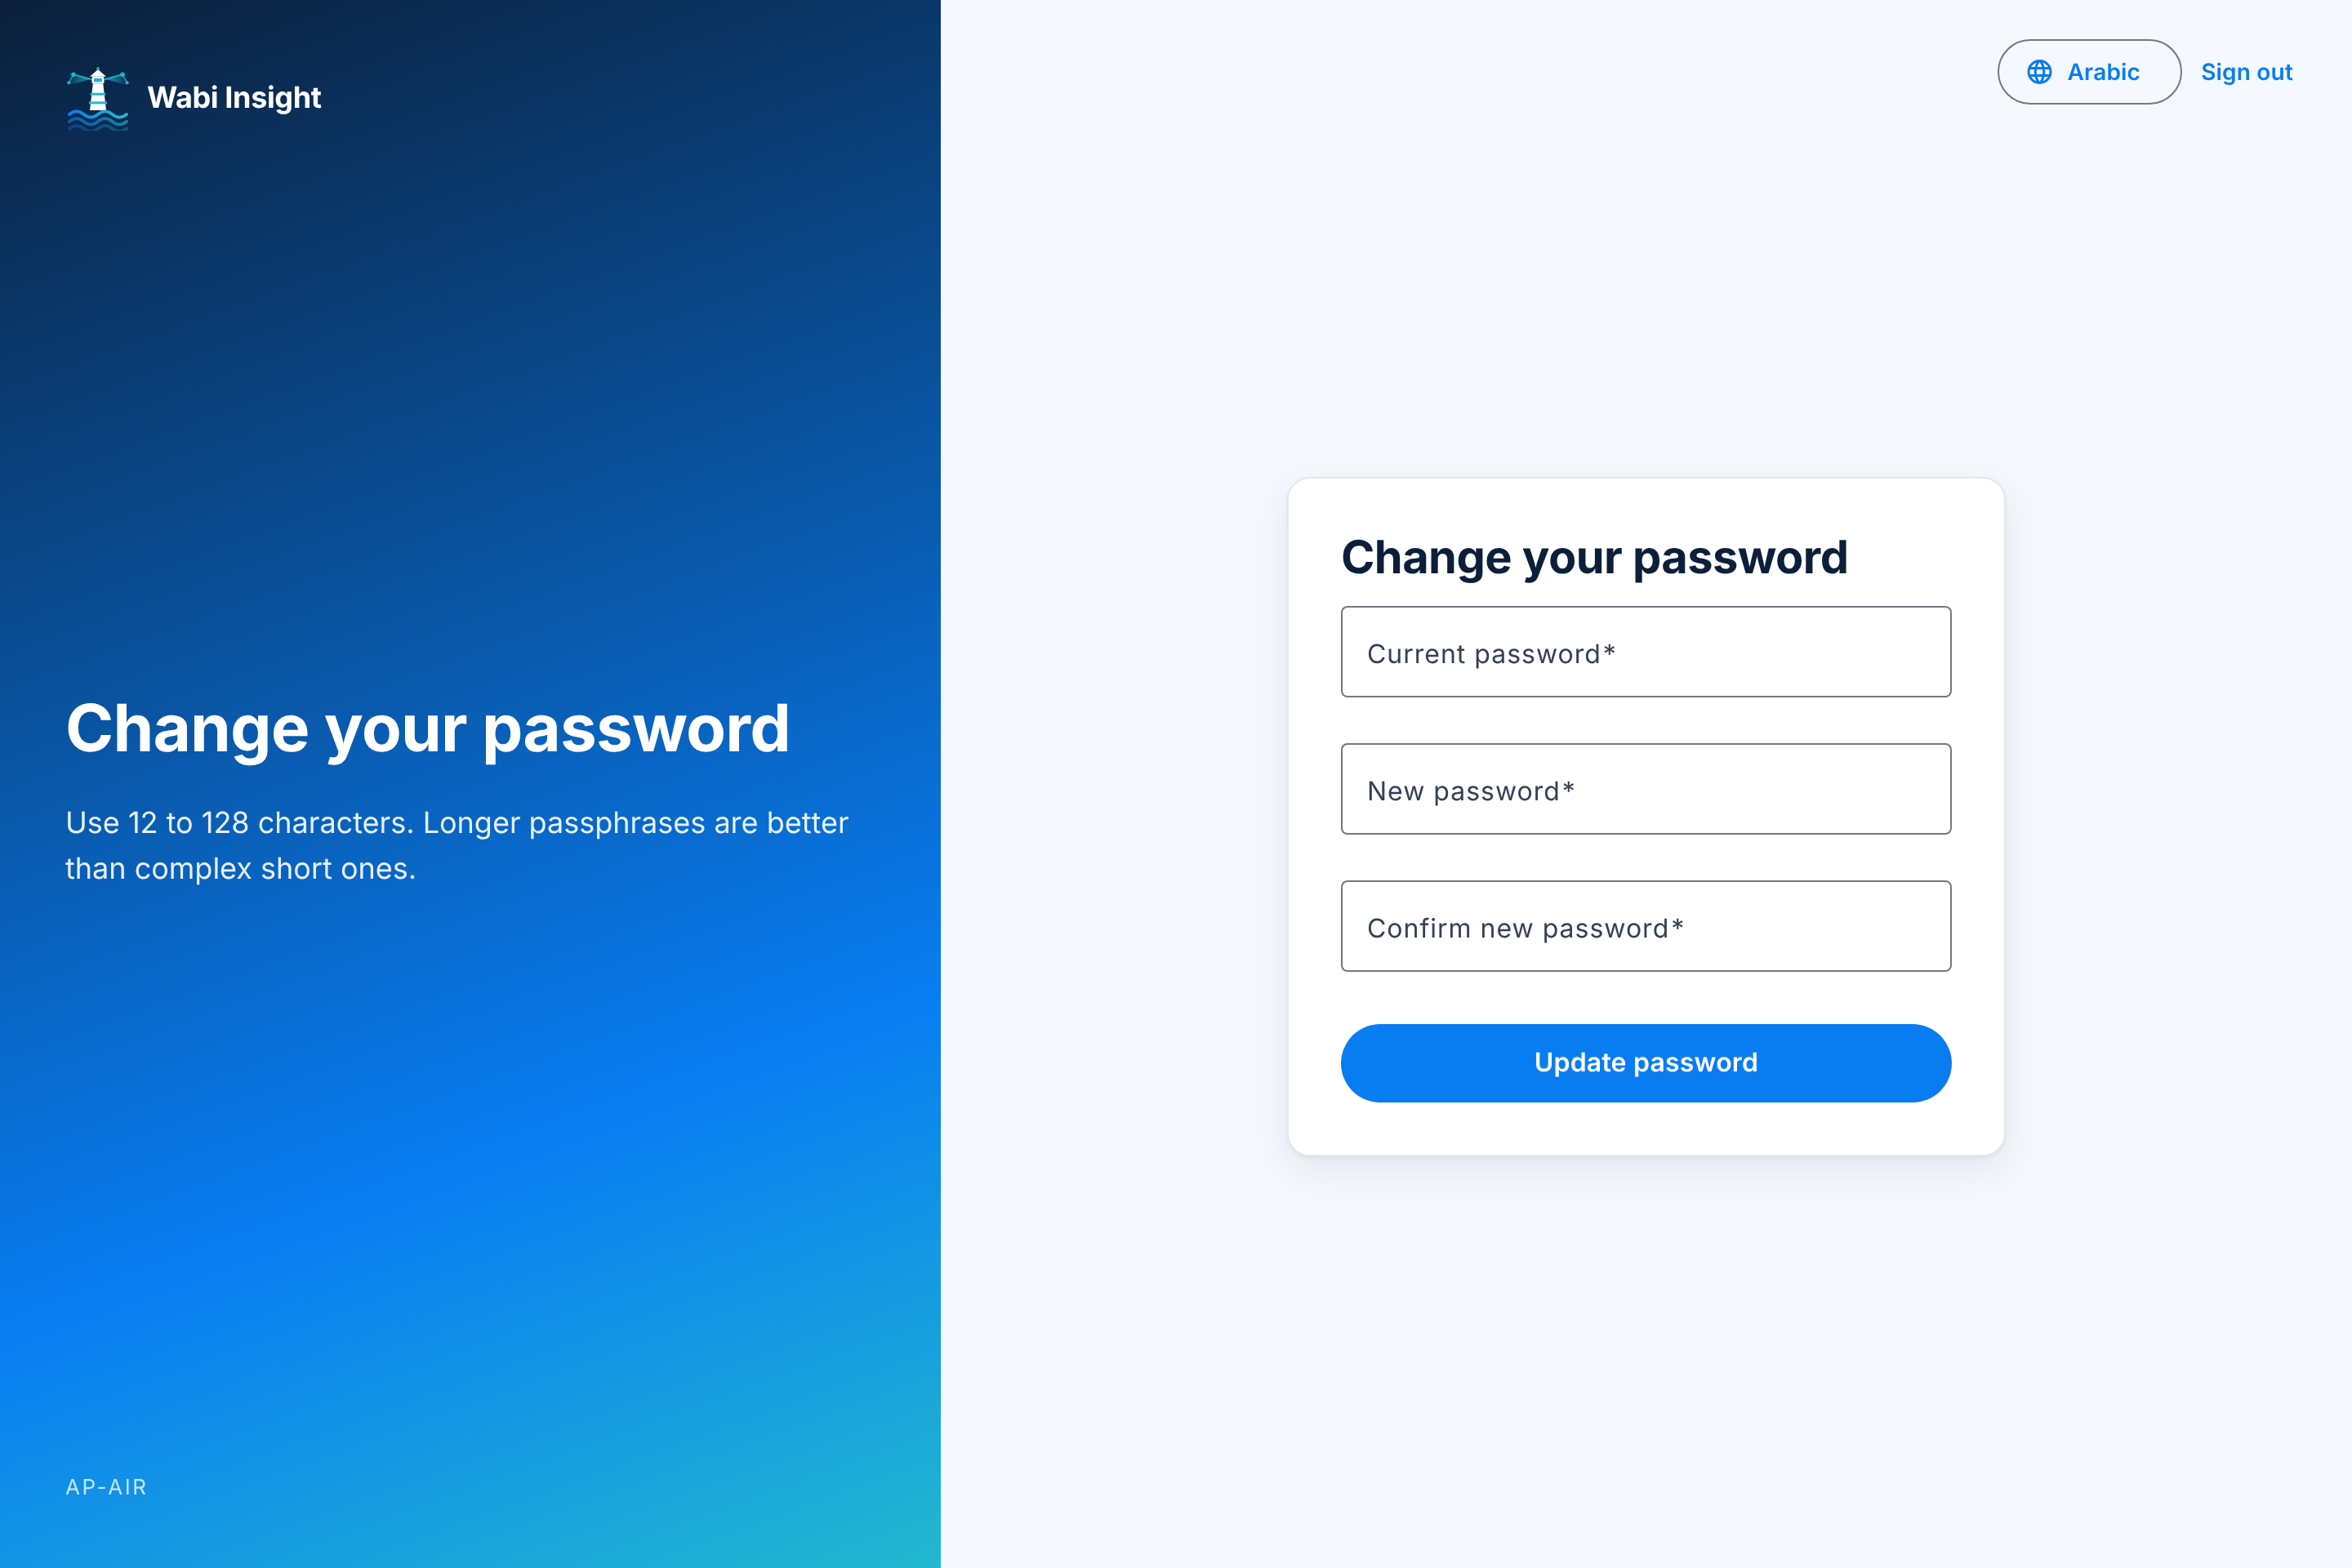 Wabi Insight
Arabic
Sign out
Change your password
Use 12 to 128 characters. Longer passphrases are better
than complex short ones.
AP-AIR
Change your password
Current password*
New password*
Confirm new password*
Update password